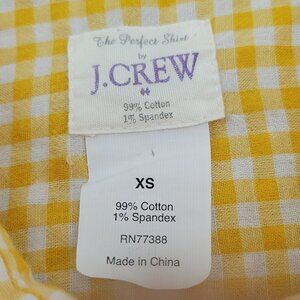 The Perfect Shirt
by
J.CREW
99% Cotton
1% Spandex
XS
99% Cotton
1% Spandex
RN77388
Made in China